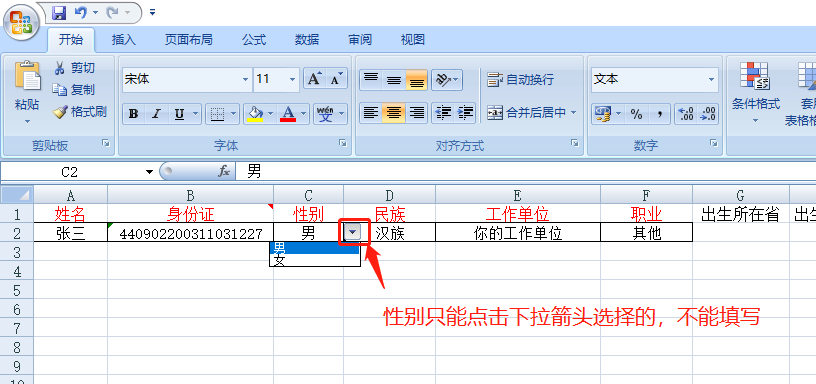 开始 插入 页面布局 公式 数据 审阅 视图
剪切
复制
格式刷
粘贴
剪贴板
宋体 11 A A
B I U A wén 文
字体
自动换行
合并后居中
对齐方式
文本
% , .0 .00 .00 .0
数字
条件格式
套
表格格
C2 fx 男
A B C D E F G
1 姓名 身份证 性别 民族 工作单位 职业 出生所在省 出生
2 张三 440902200311031227 男 汉族 你的工作单位 其他
3 男
女
4
5
性别只能点击下拉箭头选择的，不能填写
6
7
8
9
10